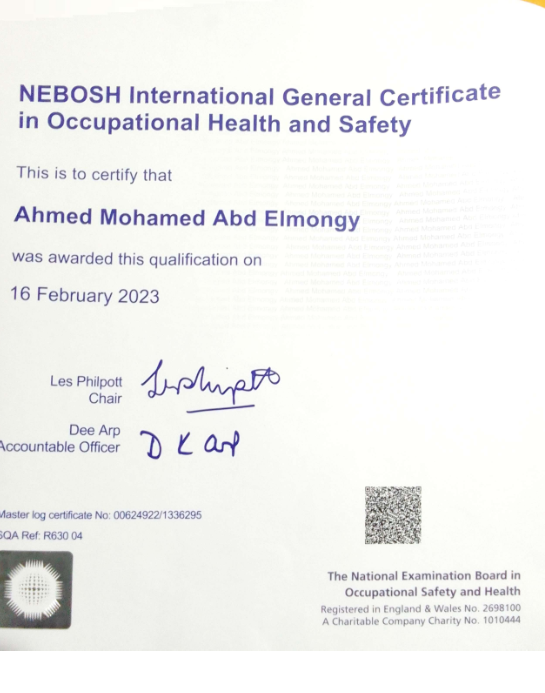 NEBOSH International General Certificate
in Occupational Health and Safety
This is to certify that
Ahmed Mohamed Abd Elmongy
was awarded this qualification on
16 February 2023
Les Philpott
Chair
Dee Arp
Accountable Officer
D K Arp
Master log certificate No: 00624922/1336295
SQA Ref: R630 04
The National Examination Board in
Occupational Safety and Health
Registered in England & Wales No. 2698100
A Charitable Company Charity No. 1010444